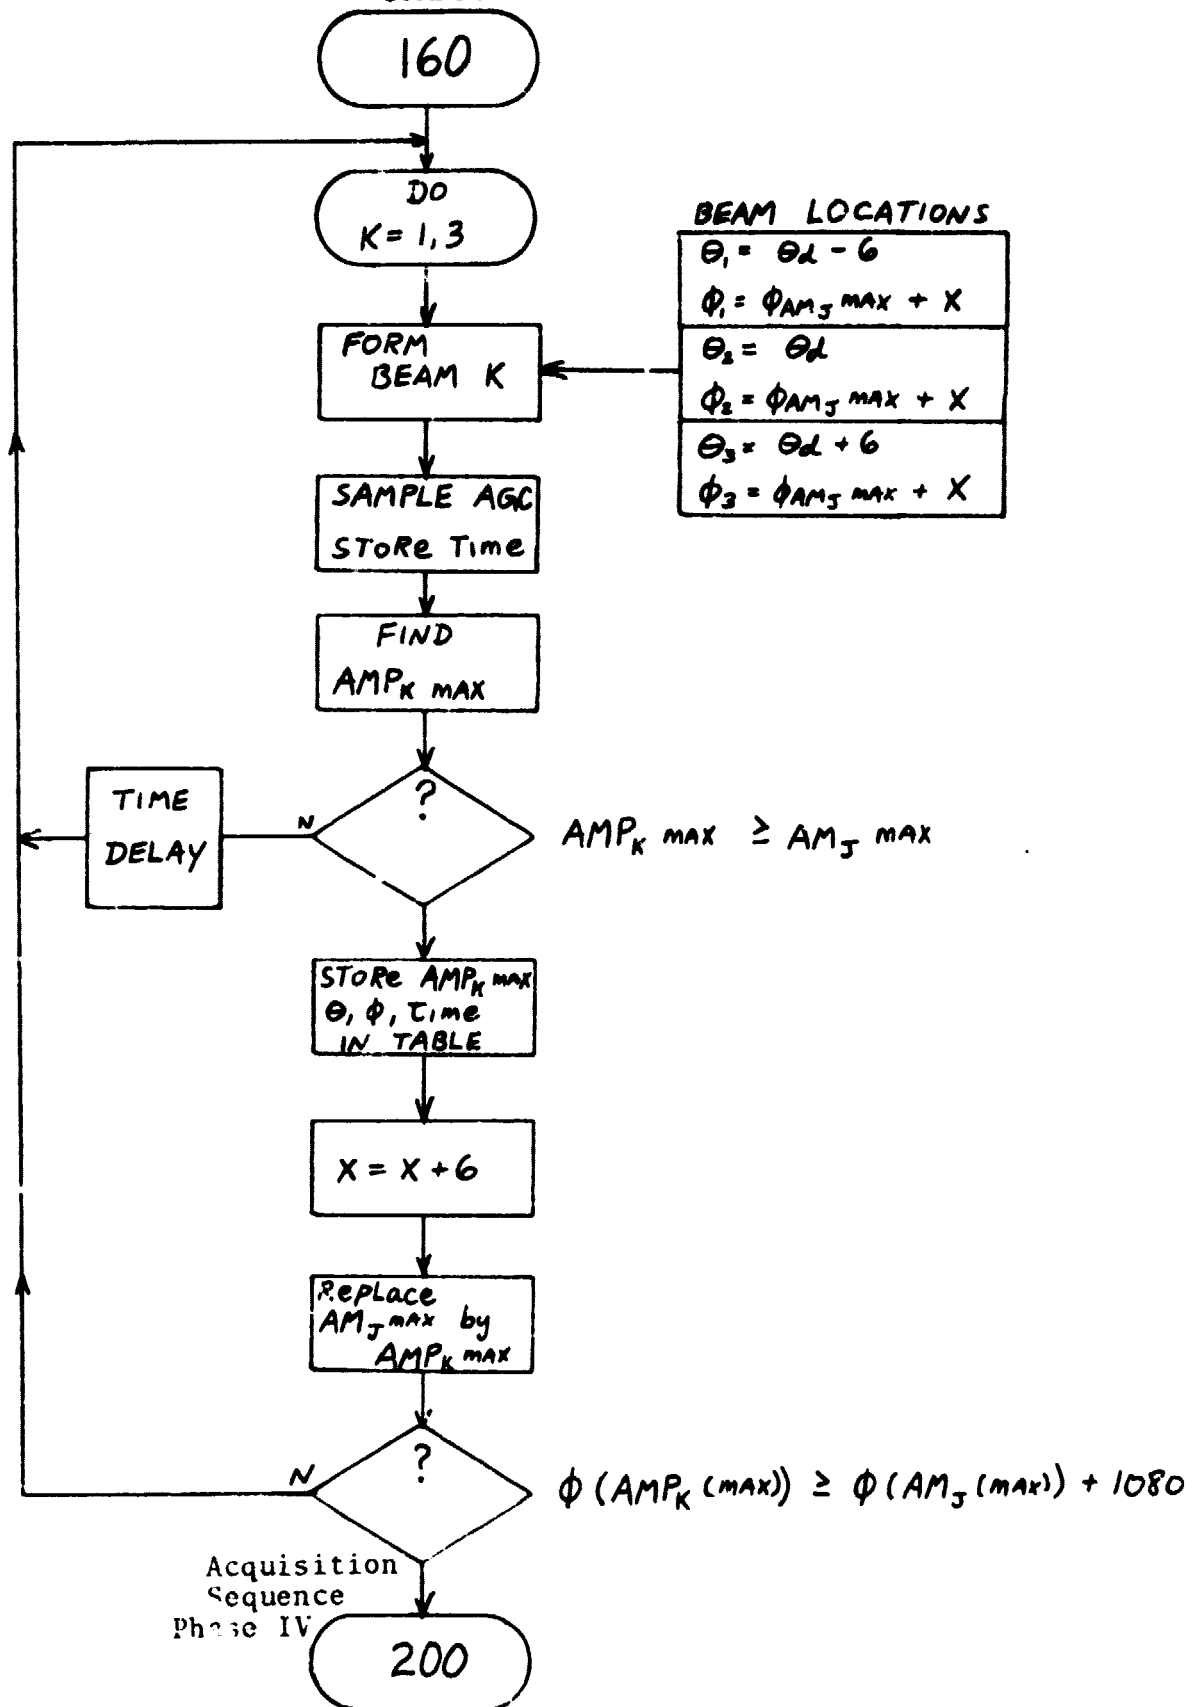 160
DO
K = 1, 3
BEAM LOCATIONS
Θ₁ = Θd - 6
ϕ₁ = ϕAMJ MAX + X
Θ₂ = Θd
ϕ₂ = ϕAMJ MAX + X
Θ₃ = Θd + 6
ϕ₃ = ϕAMJ MAX + X
FORM
BEAM K
SAMPLE AGC
STORe Time
FIND
AMPK MAX
TIME
DELAY
N
?
AMPK MAX ≥ AMJ MAX
STORe AMPK MAX
Θ, ϕ, Time
IN TABLE
X = X + 6
RePLace
AMJ MAX by
AMPK MAX
N
?
ϕ (AMPK (MAX)) ≥ ϕ (AMJ (MAX)) + 1080
Acquisition
Sequence
Phase IV
200